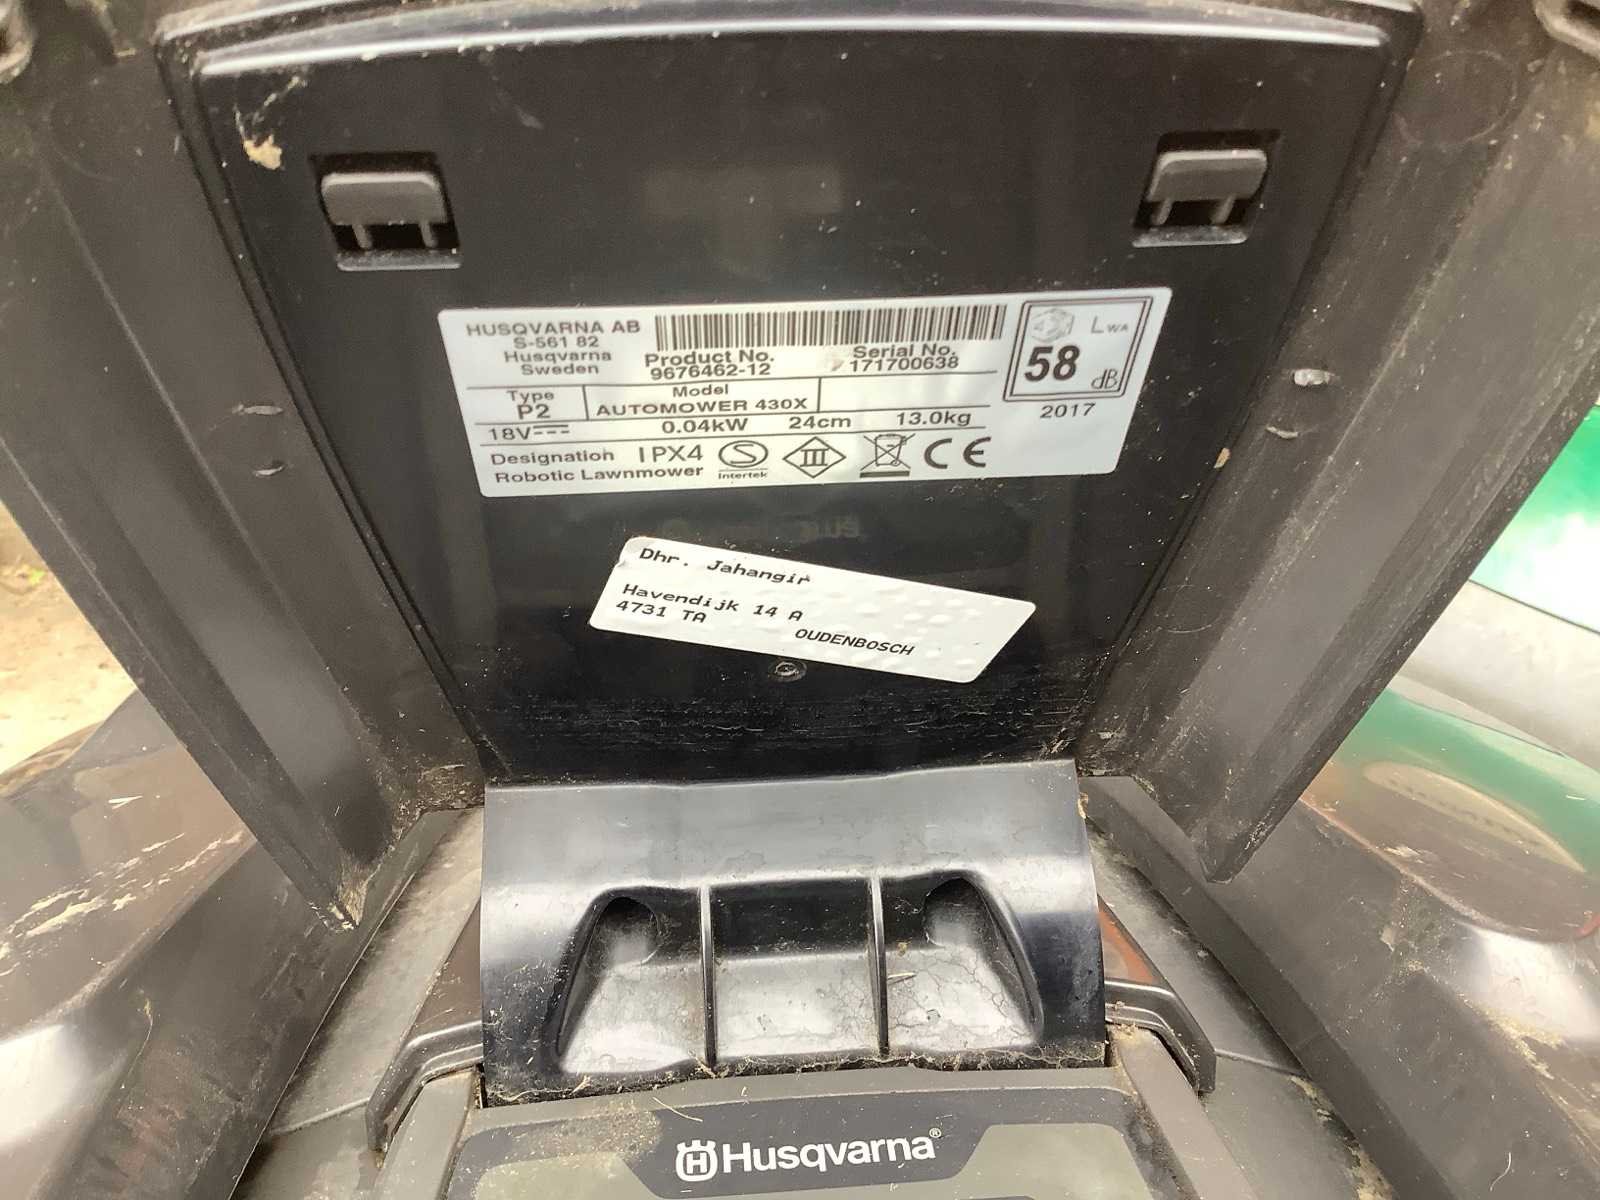 HUSQVARNA AB
S-561 82
Husqvarna
Sweden
Product No.
9676462-12
Serial No.
171700638
LWA
58 dB
2017
Type
P2
Model
AUTOMOWER 430X
18V 0.04kW 24cm 13.0kg
Designation IPX4
Robotic Lawnmower
S
Intertek
III
CE
Dhr. Jahangir
Havendijk 14 A
4731 TA OUDENBOSCH
H Husqvarna®